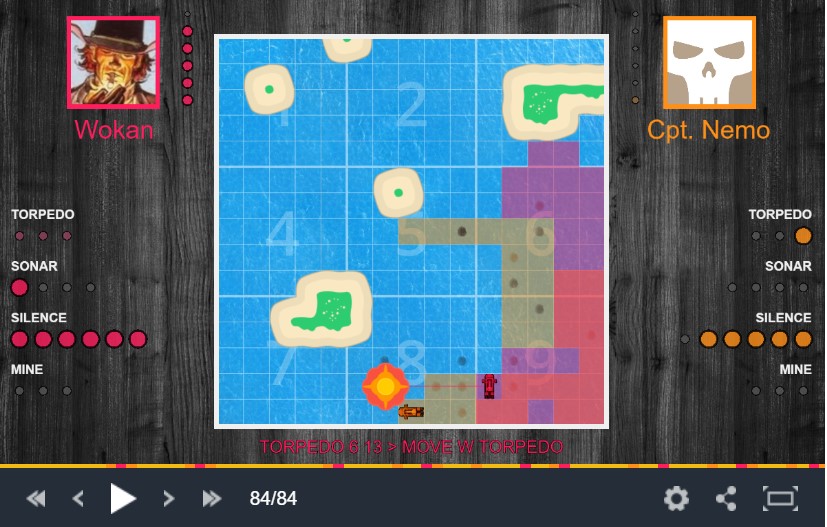 Wokan
Cpt. Nemo
1
2
4
5
6
7
8
9
TORPEDO
SONAR
SILENCE
MINE
TORPEDO
SONAR
SILENCE
MINE
TORPEDO 6 13 > MOVE W TORPEDO
84/84